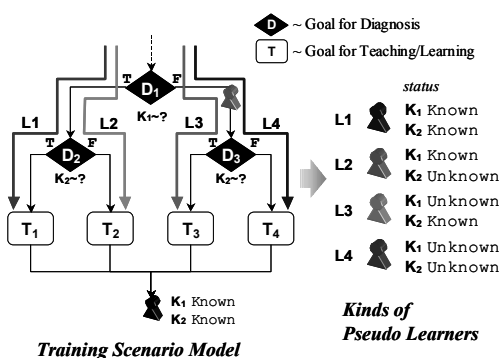 D ~ Goal for Diagnosis
T ~ Goal for Teaching/Learning
T D1 F
K1~?
L1 L2 L3 L4
T D2 F
K2~?
T D3 F
K2~?
T1 T2 T3 T4
K1 Known
K2 Known
Training Scenario Model
status
L1 K1 Known
K2 Known
L2 K1 Known
K2 Unknown
L3 K1 Unknown
K2 Known
L4 K1 Unknown
K2 Unknown
Kinds of
Pseudo Learners